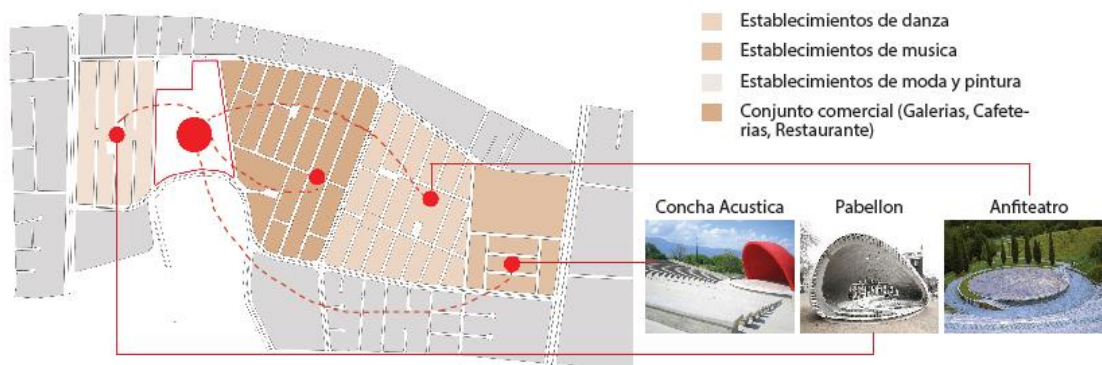 Establecimientos de danza
Establecimientos de musica
Establecimientos de moda y pintura
Conjunto comercial (Galerias, Cafete-
rias, Restaurante)
Concha Acustica
Pabellon
Anfiteatro